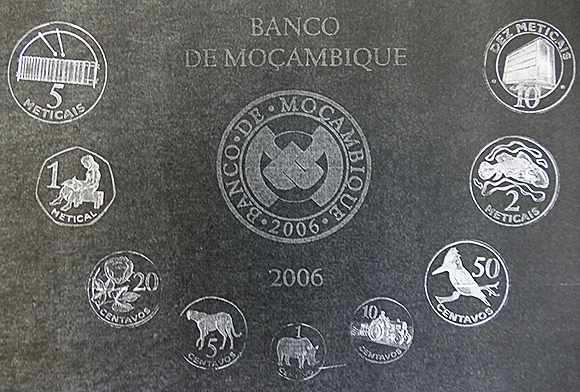 BANCO
DE MOÇAMBIQUE
5
METICAIS
DEZ METICAIS
10
BANCO · DE · MOÇAMBIQUE
· 2006 ·
1
METICAL
2
METICAIS
2006
20
CENTAVOS
50
CENTAVOS
5
CENTAVOS
1
10
CENTAVOS